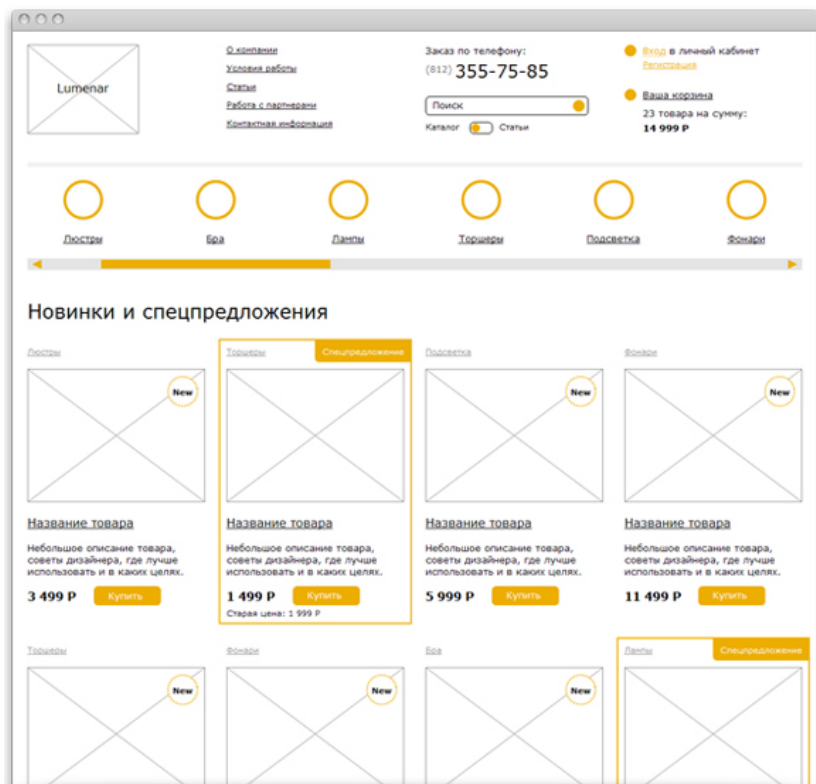 Lumenar
О компании
Условия работы
Статьи
Работа с партнерами
Контактная информация
Заказ по телефону:
(812) 355-75-85
Поиск
Каталог Статьи
Вход в личный кабинет
Регистрация
Ваша корзина
23 товара на сумму:
14 999 Р
Люстры
Бра
Лампы
Торшеры
Подсветка
Фонари
Новинки и спецпредложения
Люстры
New
Название товара
Небольшое описание товара,
советы дизайнера, где лучше
использовать и в каких целях.
3 499 Р Купить
Торшеры Спецпредложение
Название товара
Небольшое описание товара,
советы дизайнера, где лучше
использовать и в каких целях.
1 499 Р Купить
Старая цена: 1 999 Р
Подсветка
New
Название товара
Небольшое описание товара,
советы дизайнера, где лучше
использовать и в каких целях.
5 999 Р Купить
Фонари
New
Название товара
Небольшое описание товара,
советы дизайнера, где лучше
использовать и в каких целях.
11 499 Р Купить
Торшеры
New
Фонари
New
Бра
New
Лампы Спецпредложение